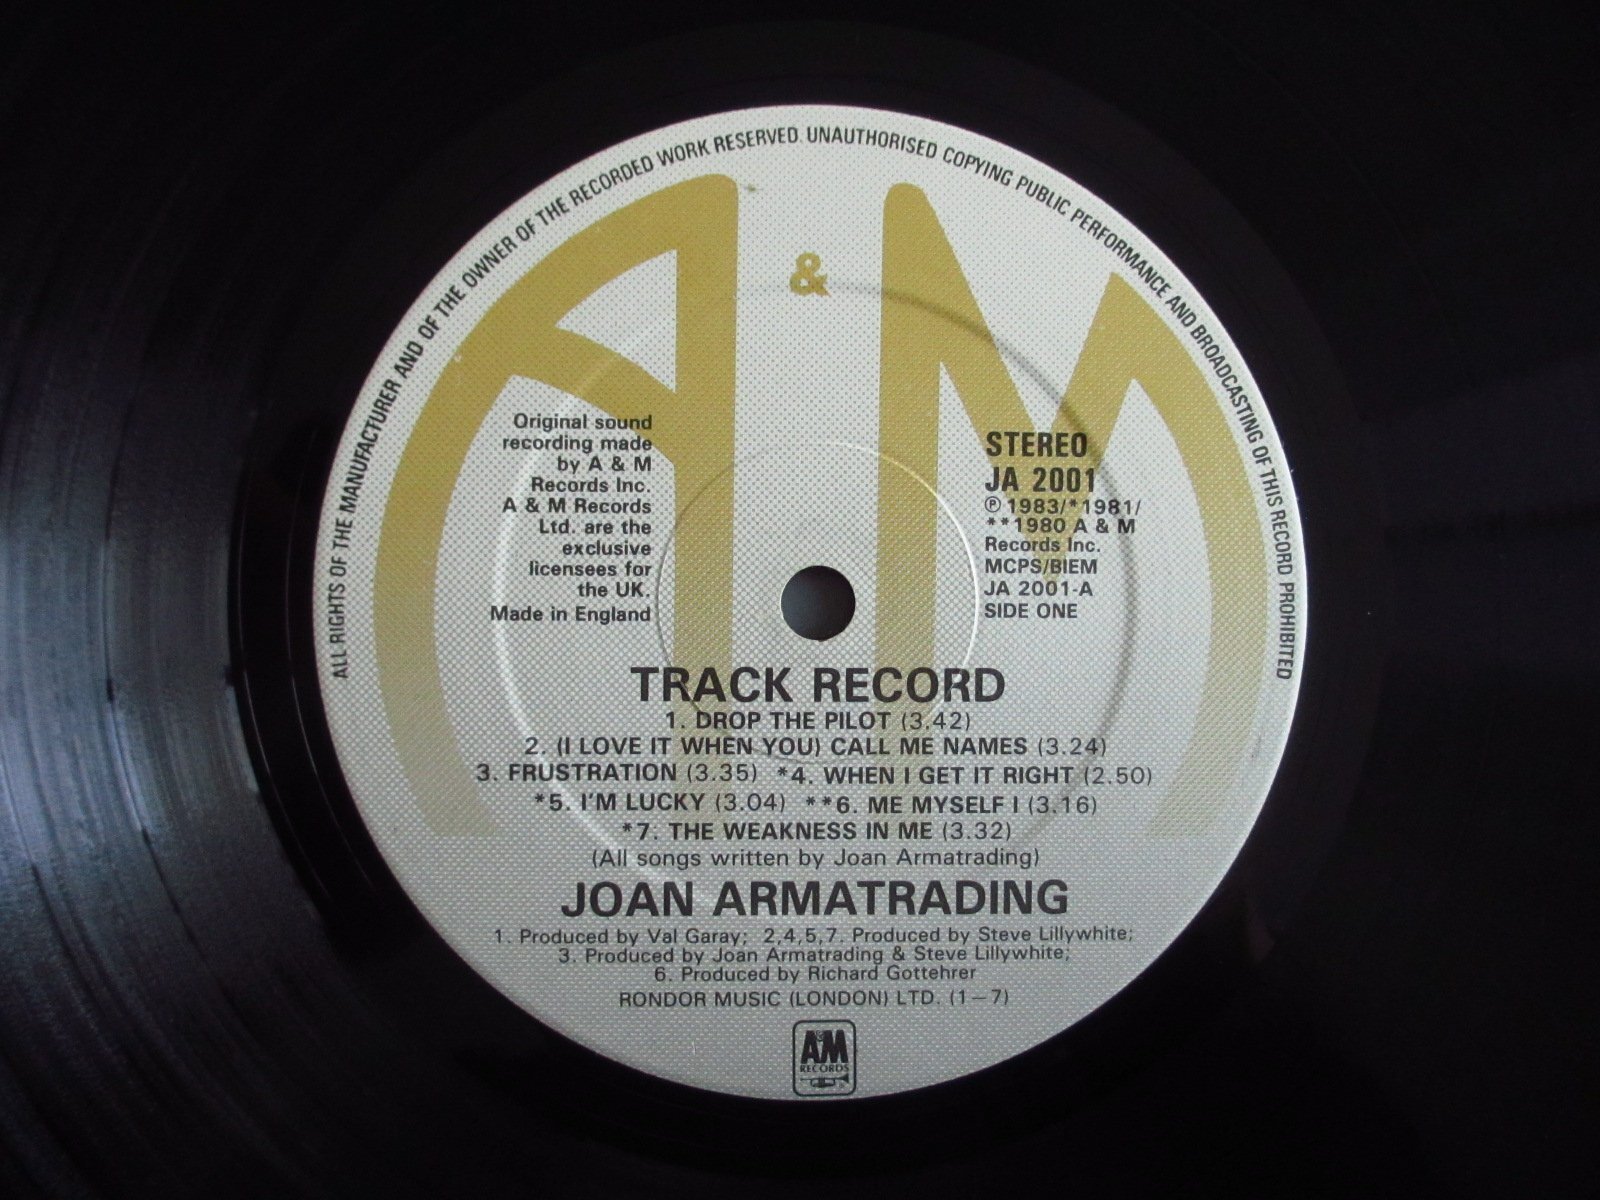 ALL RIGHTS OF THE MANUFACTURER AND OF THE OWNER OF THE RECORDED WORK RESERVED. UNAUTHORISED COPYING PUBLIC PERFORMANCE AND BROADCASTING OF THIS RECORD PROHIBITED
A & M
Original sound
recording made
by A & M
Records Inc.
A & M Records
Ltd. are the
exclusive
licensees for
the UK.
Made in England
STEREO
JA 2001
℗ 1983/*1981/
**1980 A & M
Records Inc.
MCPS/BIEM
JA 2001-A
SIDE ONE
TRACK RECORD
1. DROP THE PILOT (3.42)
2. (I LOVE IT WHEN YOU) CALL ME NAMES (3.24)
3. FRUSTRATION (3.35) *4. WHEN I GET IT RIGHT (2.50)
*5. I'M LUCKY (3.04) **6. ME MYSELF I (3.16)
*7. THE WEAKNESS IN ME (3.32)
(All songs written by Joan Armatrading)
JOAN ARMATRADING
1. Produced by Val Garay; 2,4,5,7. Produced by Steve Lillywhite;
3. Produced by Joan Armatrading & Steve Lillywhite;
6. Produced by Richard Gottehrer
RONDOR MUSIC (LONDON) LTD. (1–7)
A&M
RECORDS